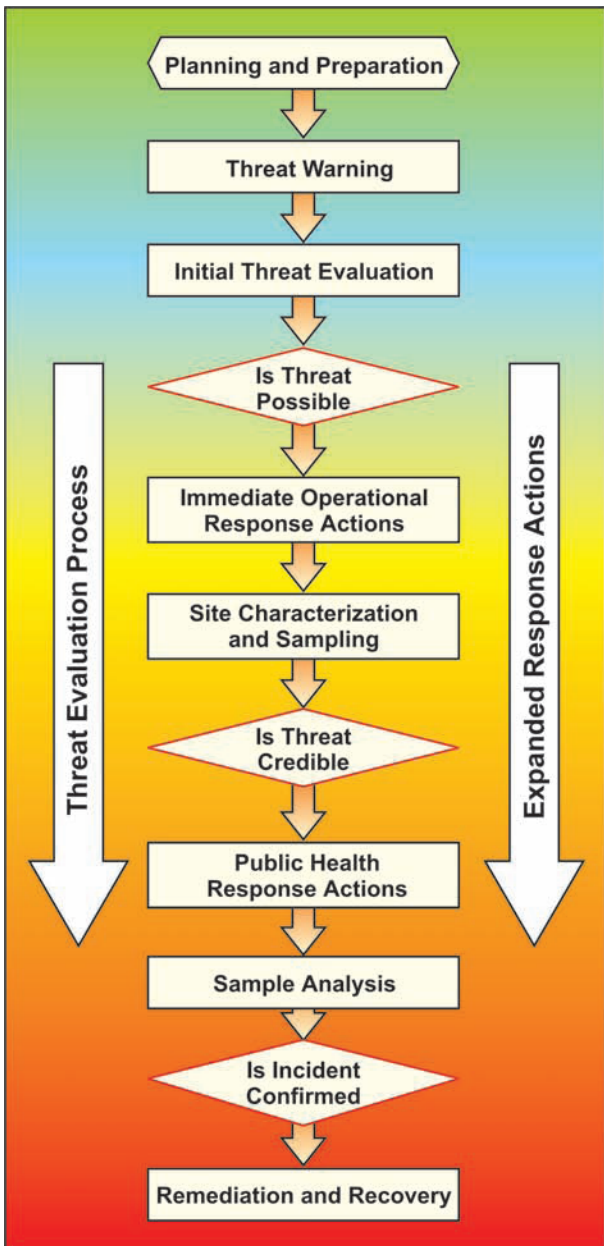 Planning and Preparation
Threat Warning
Initial Threat Evaluation
Is Threat
Possible
Immediate Operational
Response Actions
Site Characterization
and Sampling
Is Threat
Credible
Public Health
Response Actions
Sample Analysis
Is Incident
Confirmed
Remediation and Recovery
Threat Evaluation Process
Expanded Response Actions